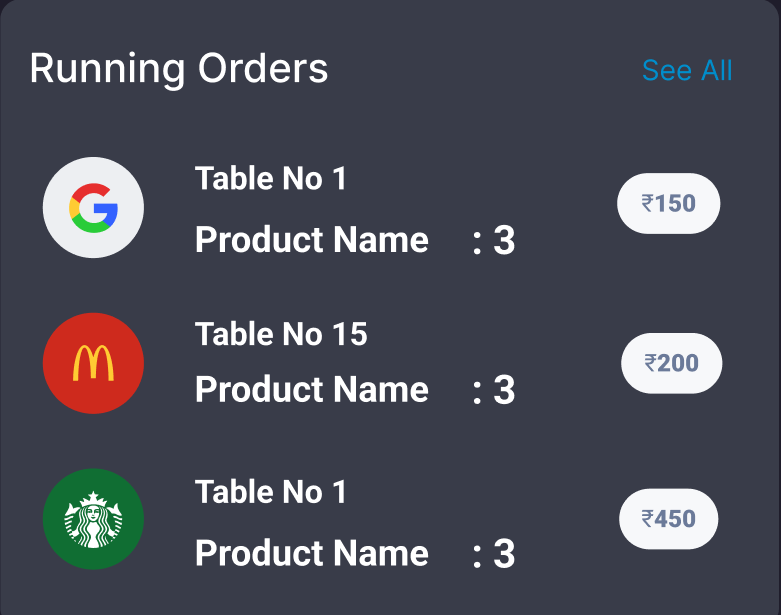 Running Orders See All
Table No 1
₹150
Product Name : 3
Table No 15
₹200
Product Name : 3
Table No 1
₹450
Product Name : 3